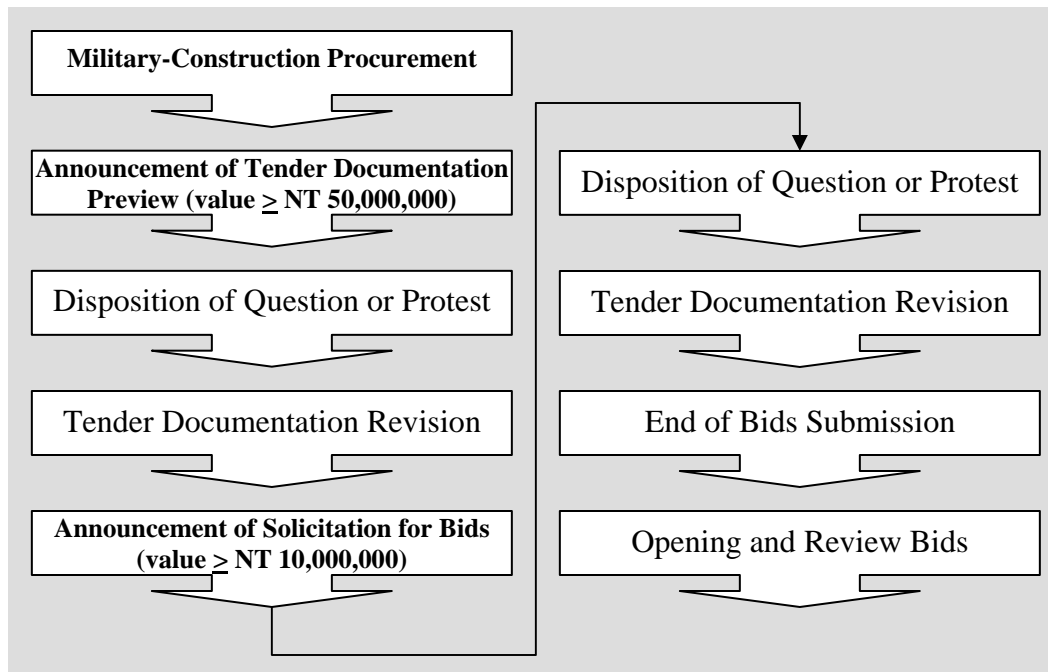 Military-Construction Procurement
Announcement of Tender Documentation
Preview (value ≥ NT 50,000,000)
Disposition of Question or Protest
Tender Documentation Revision
Announcement of Solicitation for Bids
(value ≥ NT 10,000,000)
Disposition of Question or Protest
Tender Documentation Revision
End of Bids Submission
Opening and Review Bids